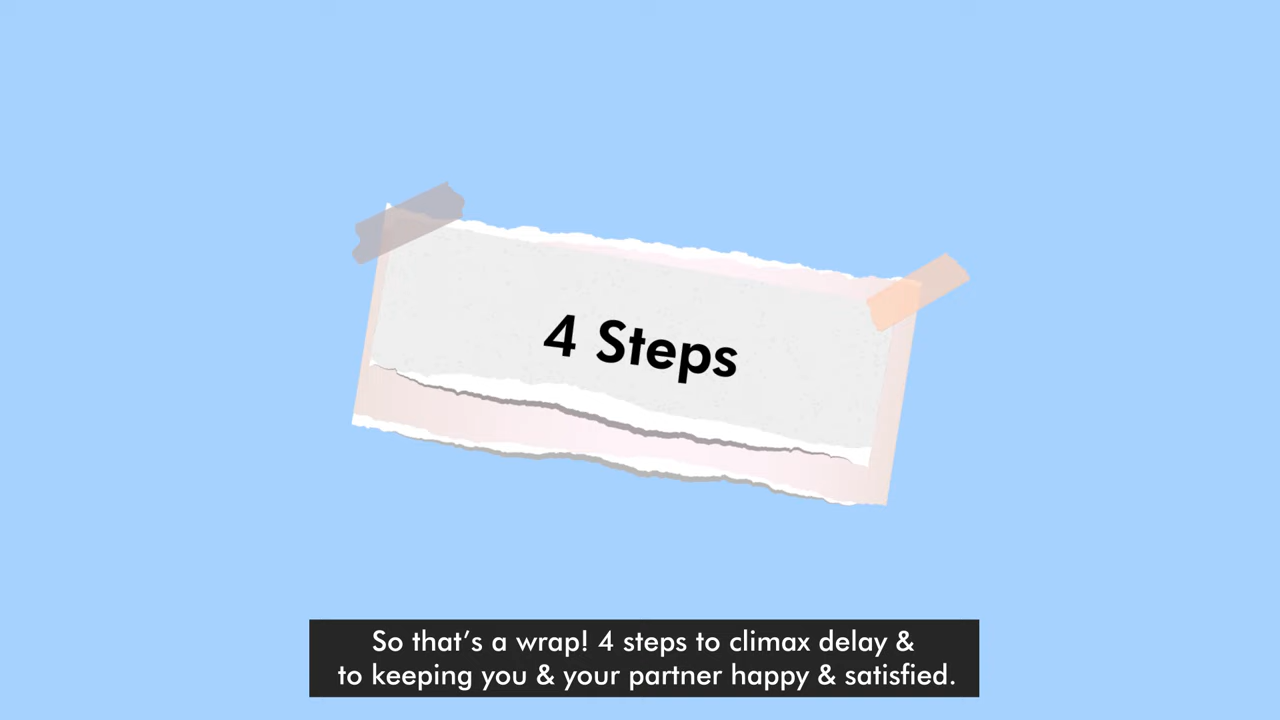 4 Steps
So that's a wrap! 4 steps to climax delay &
to keeping you & your partner happy & satisfied.